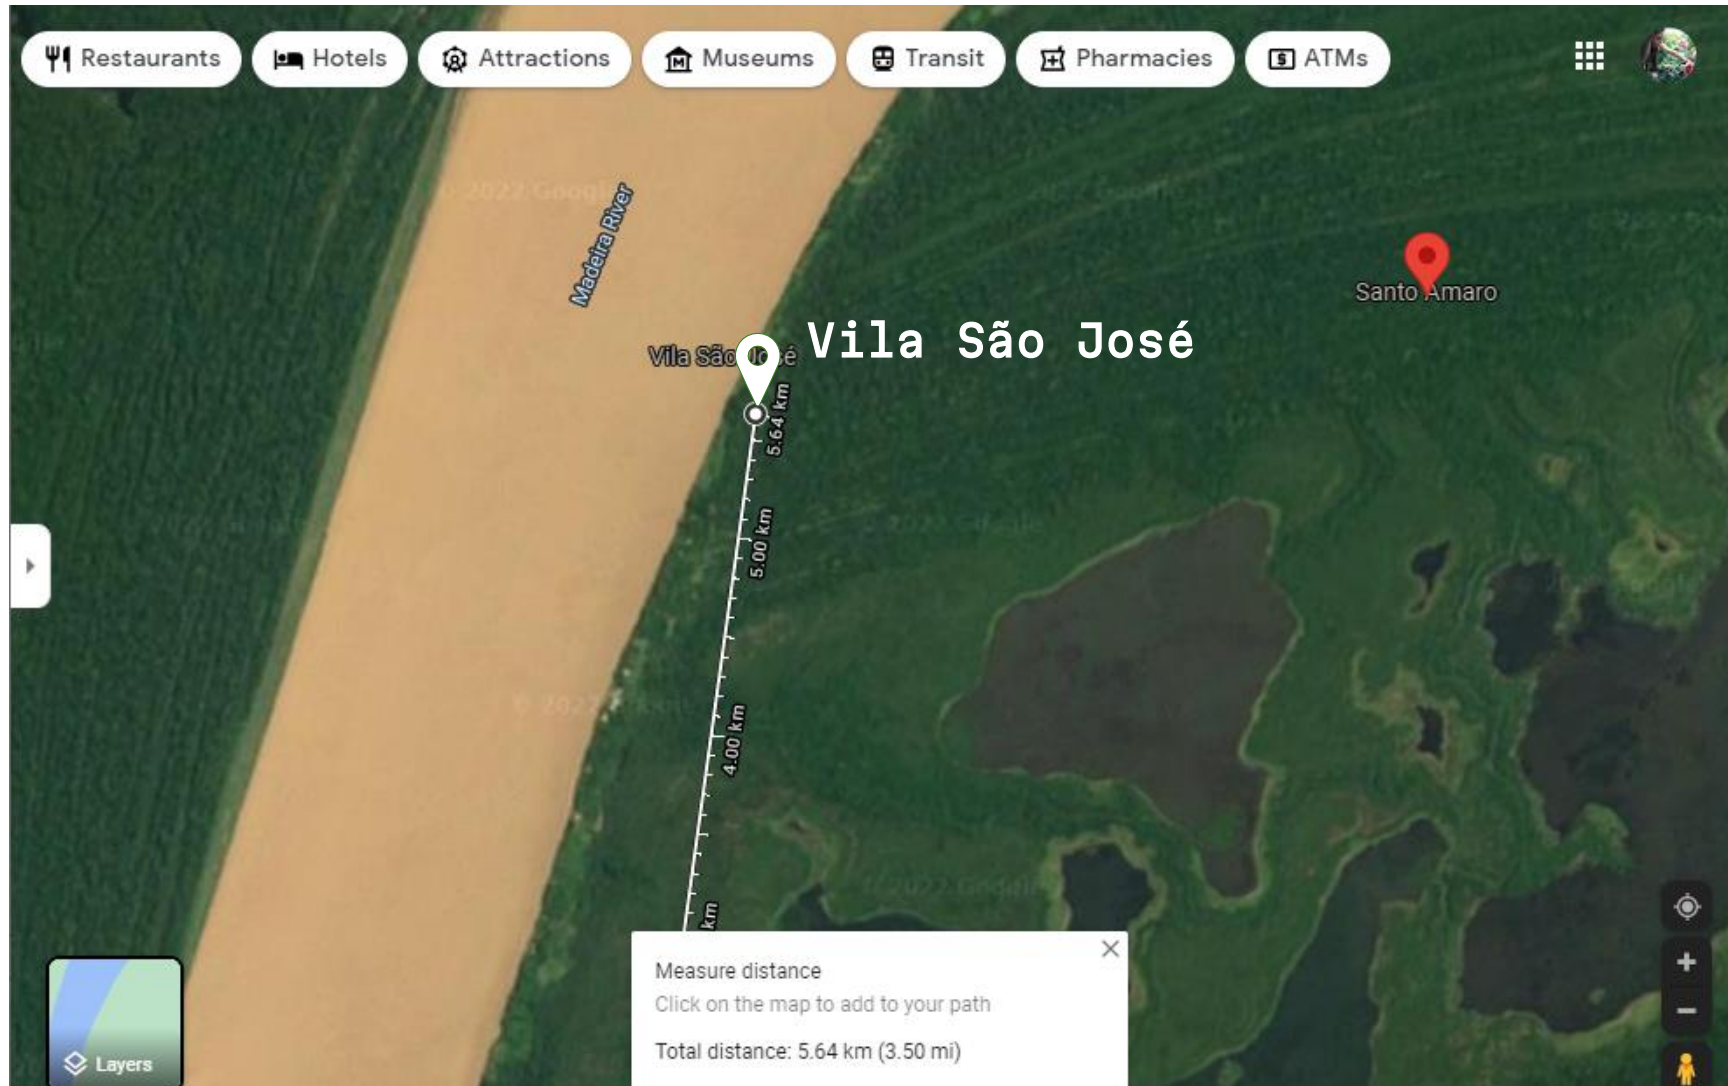 Restaurants
Hotels
Attractions
Museums
Transit
Pharmacies
ATMs
© 2022 Google
Madeira River
Santo Amaro
Vila São José
Vila São José
5.64 km
5.00 km
4.00 km
km
Measure distance
Click on the map to add to your path
Total distance: 5.64 km (3.50 mi)
Layers